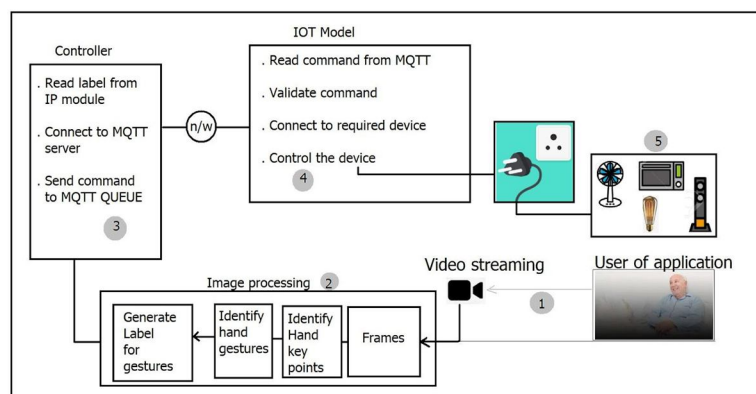 IOT Model
Controller
. Read label from
IP module
. Connect to MQTT
server
. Send command
to MQTT QUEUE
3
n/w
. Read command from MQTT
. Validate command
. Connect to required device
. Control the device
4
5
Video streaming
User of application
1
Image processing
2
Generate
Label
for
gestures
Identify
hand
gestures
Identify
Hand
key
points
Frames